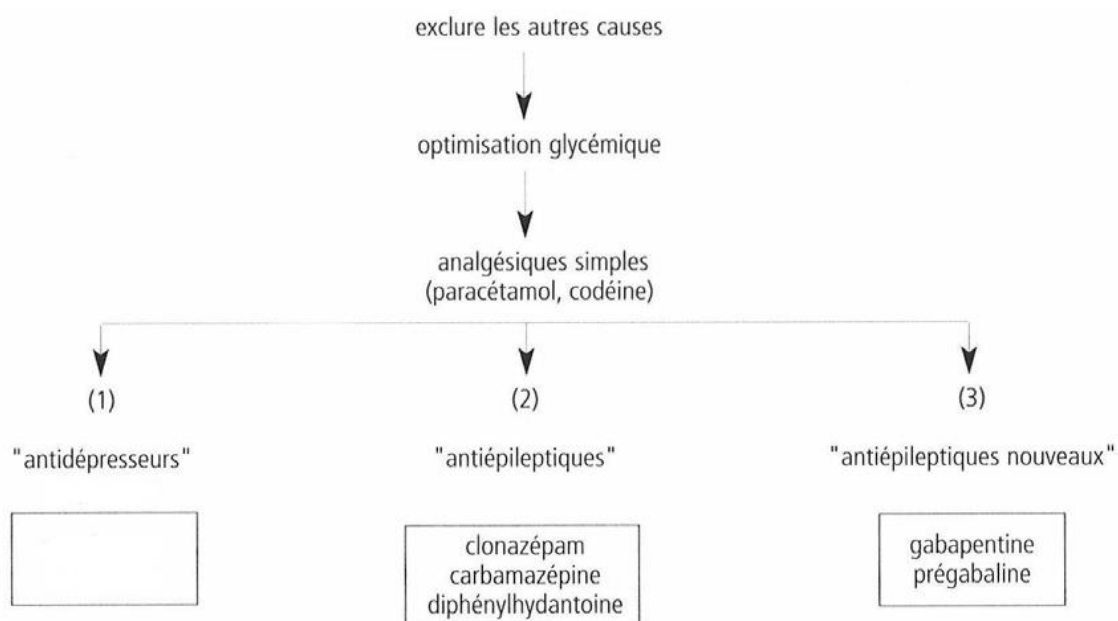 exclure les autres causes
optimisation glycémique
analgésiques simples
(paracétamol, codéine)
(1)
(2)
(3)
"antidépresseurs"
"antiépileptiques"
"antiépileptiques nouveaux"
clonazépam
carbamazépine
diphénylhydantoine
gabapentine
prégabaline